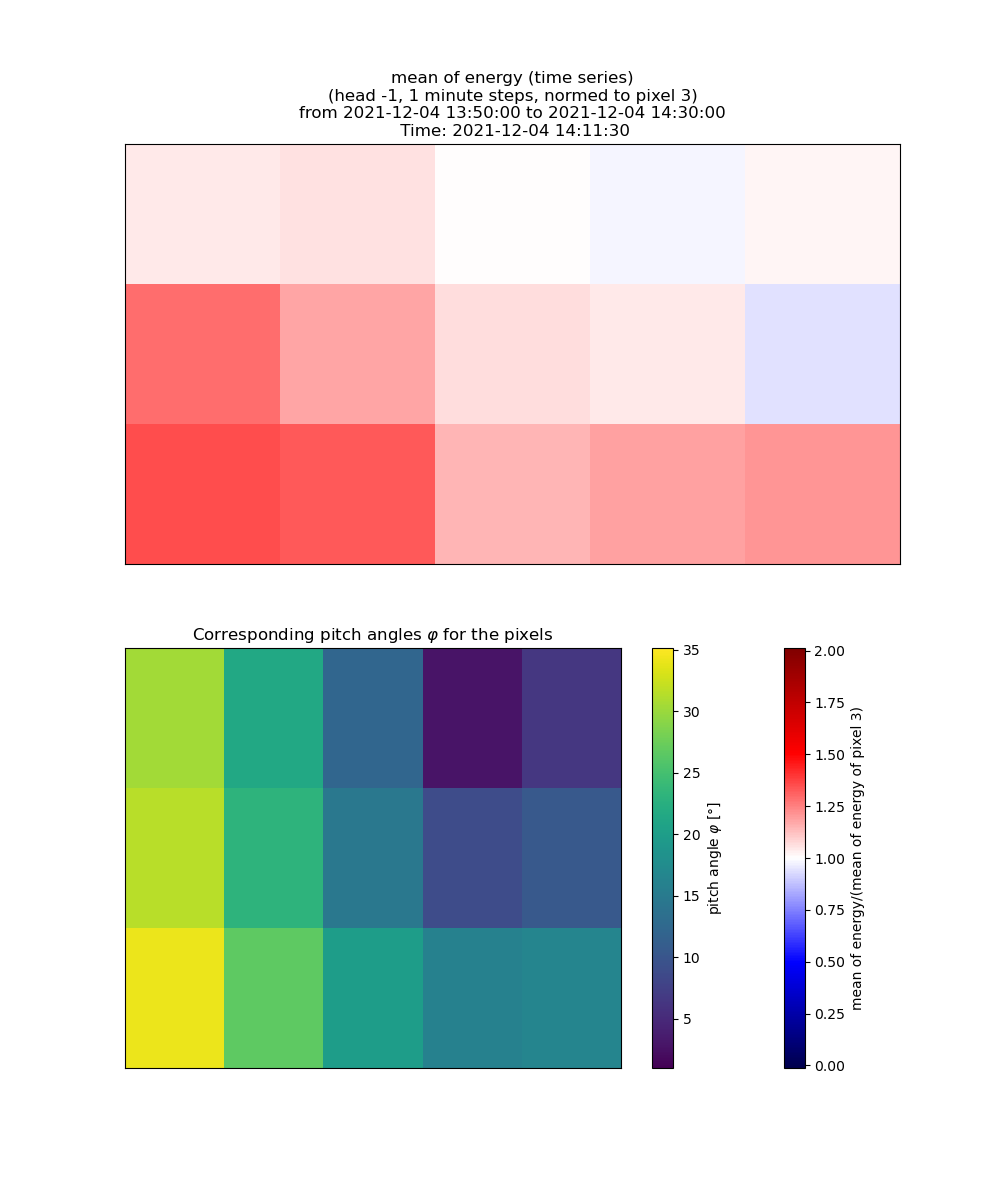 mean of energy (time series)
(head -1, 1 minute steps, normed to pixel 3)
from 2021-12-04 13:50:00 to 2021-12-04 14:30:00
Time: 2021-12-04 14:11:30
Corresponding pitch angles φ for the pixels
35
30
25
20
15
10
5
pitch angle φ [°]
2.00
1.75
1.50
1.25
1.00
0.75
0.50
0.25
0.00
mean of energy/(mean of energy of pixel 3)